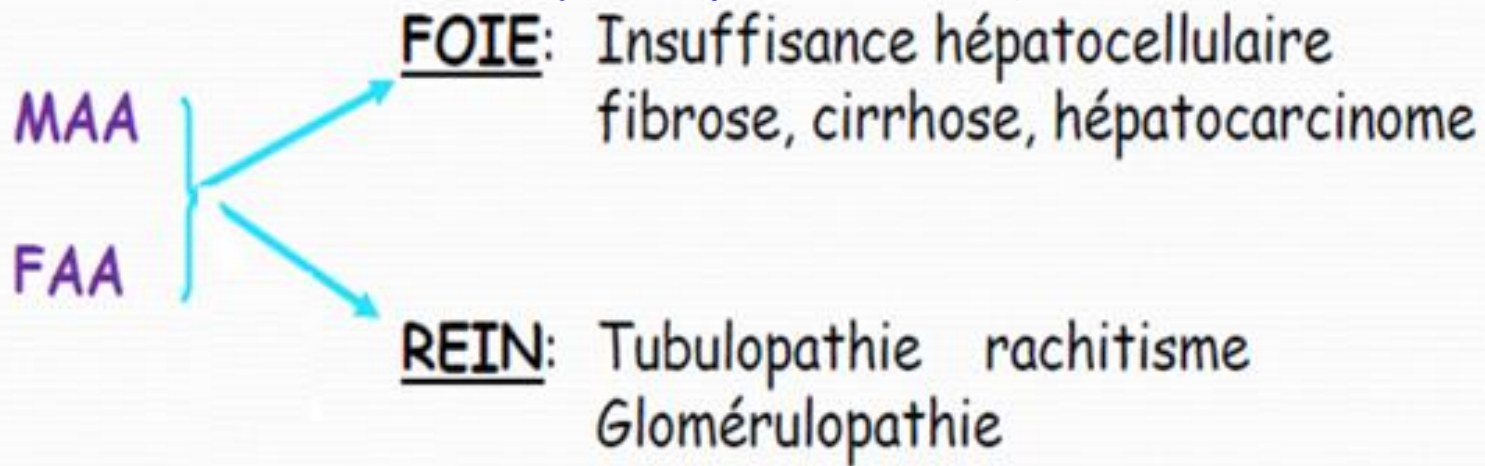 FOIE: Insuffisance hépatocellulaire
fibrose, cirrhose, hépatocarcinome
MAA
FAA
REIN: Tubulopathie rachitisme
Glomérulopathie